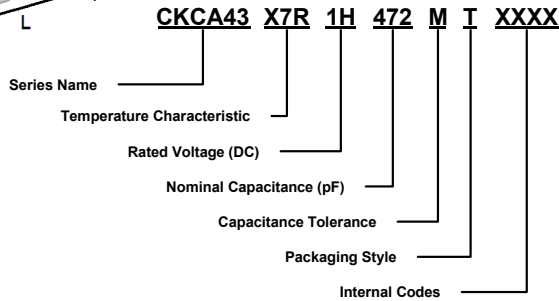 L
CKCA43 X7R 1H 472 M T XXXX
Series Name
Temperature Characteristic
Rated Voltage (DC)
Nominal Capacitance (pF)
Capacitance Tolerance
Packaging Style
Internal Codes